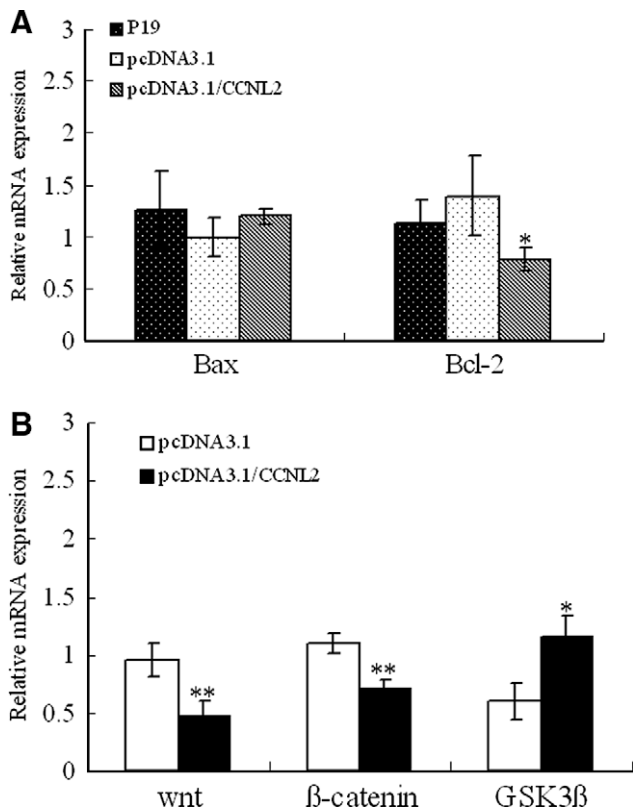 A
P19
pcDNA3.1
pcDNA3.1/CCNL2
Relative mRNA expression
3
2.5
2
1.5
1
0.5
0
*
Bax
Bcl-2
B
pcDNA3.1
pcDNA3.1/CCNL2
Relative mRNA expression
3
2.5
2
1.5
1
0.5
0
**
**
*
wnt
ß-catenin
GSK3ß